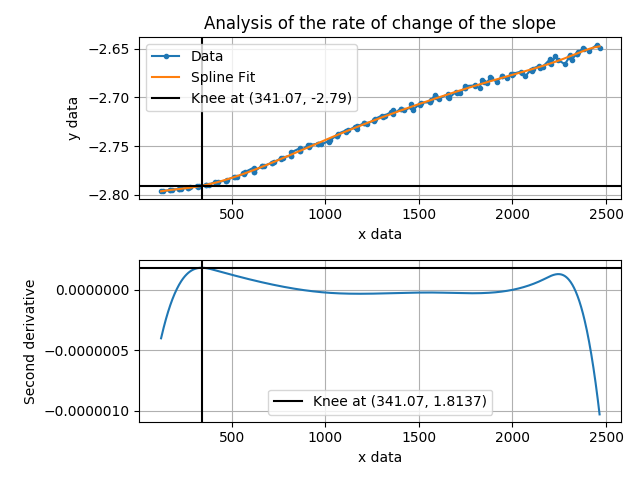 Analysis of the rate of change of the slope
−2.65
−2.70
−2.75
−2.80
y data
Data
Spline Fit
Knee at (341.07, -2.79)
500
1000
1500
2000
2500
x data
0.0000000
−0.0000005
−0.0000010
Second derivative
Knee at (341.07, 1.8137)
500
1000
1500
2000
2500
x data